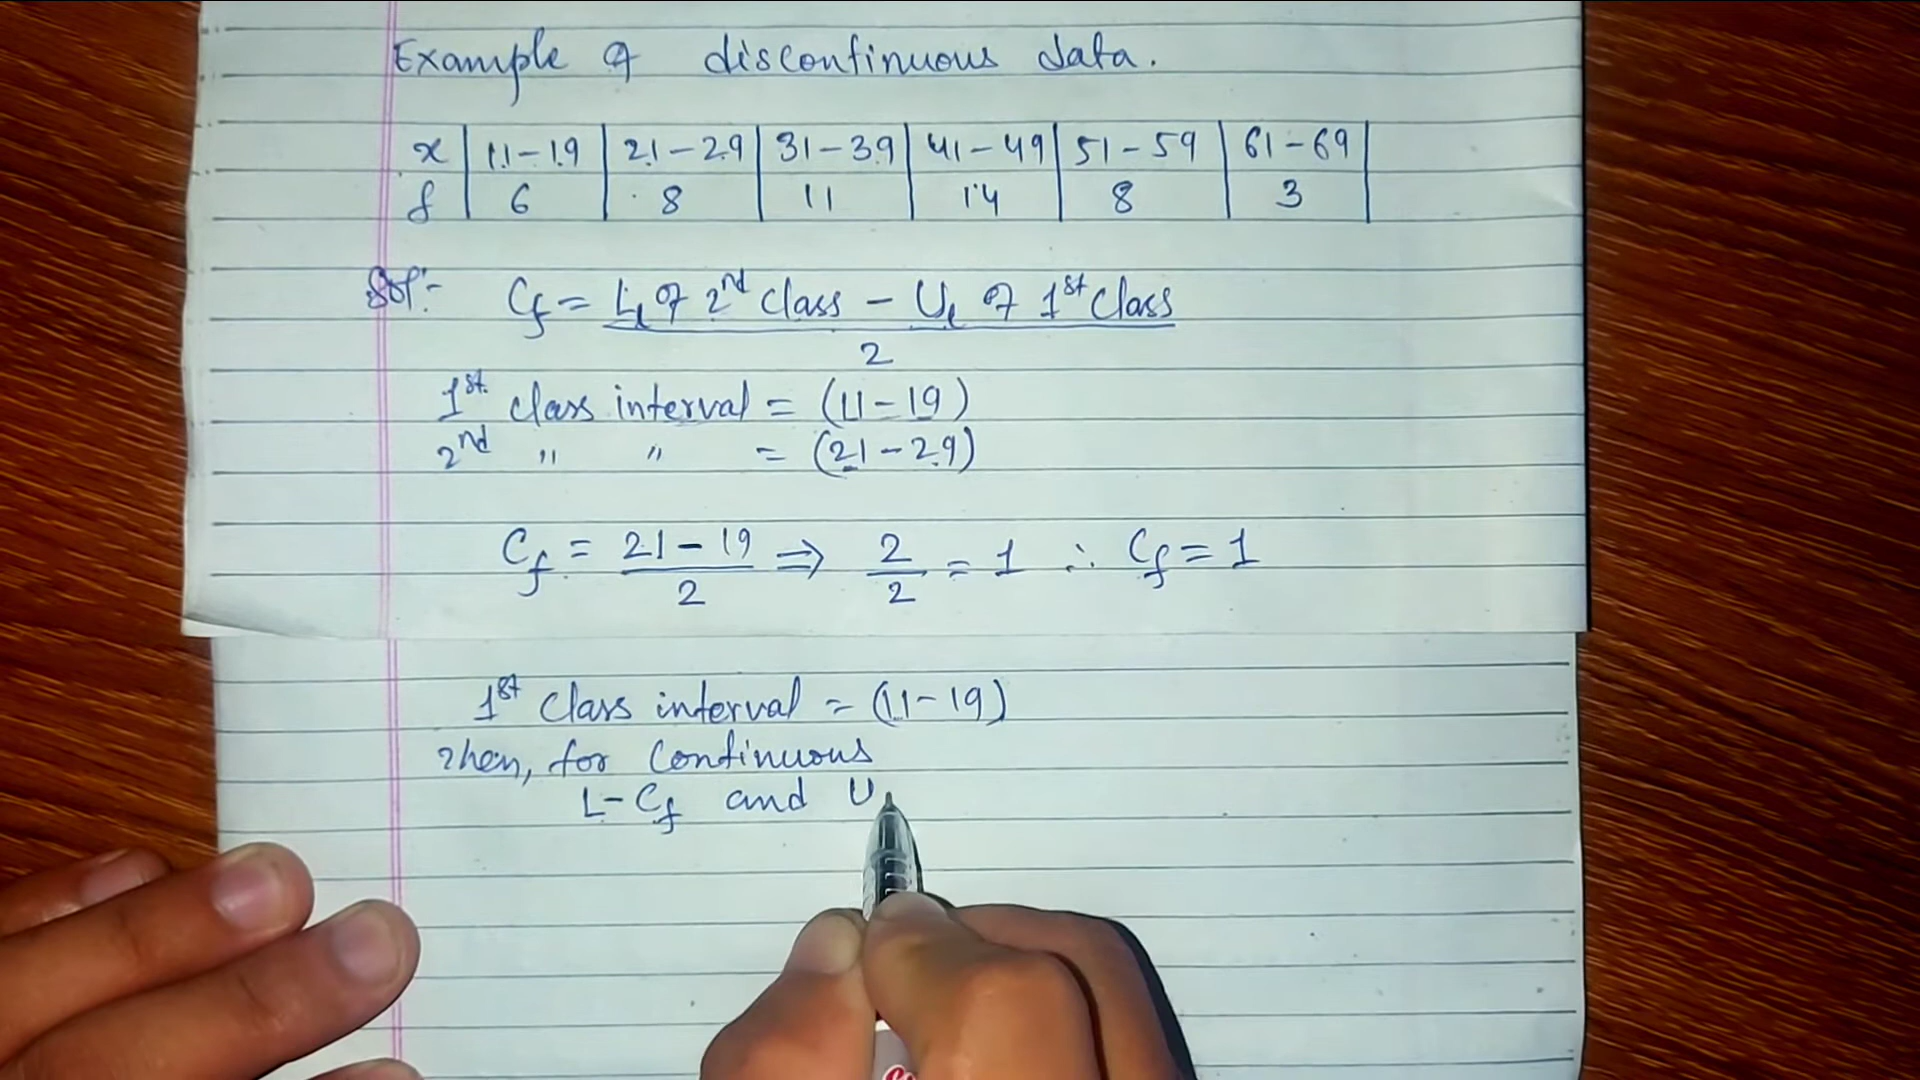 Example of discontinuous data.
x 11-19 21-29 31-39 41-49 51-59 61-69
f 6 8 11 14 8 3
Sol:- Cf = Ll of 2nd class - Ul of 1st class
2
1st class interval = (11-19)
2nd " " = (21-29)
Cf = 21-19 / 2 ⇒ 2/2 = 1 ∴ Cf = 1
1st class interval = (11-19)
then, for continuous
L-Cf and U